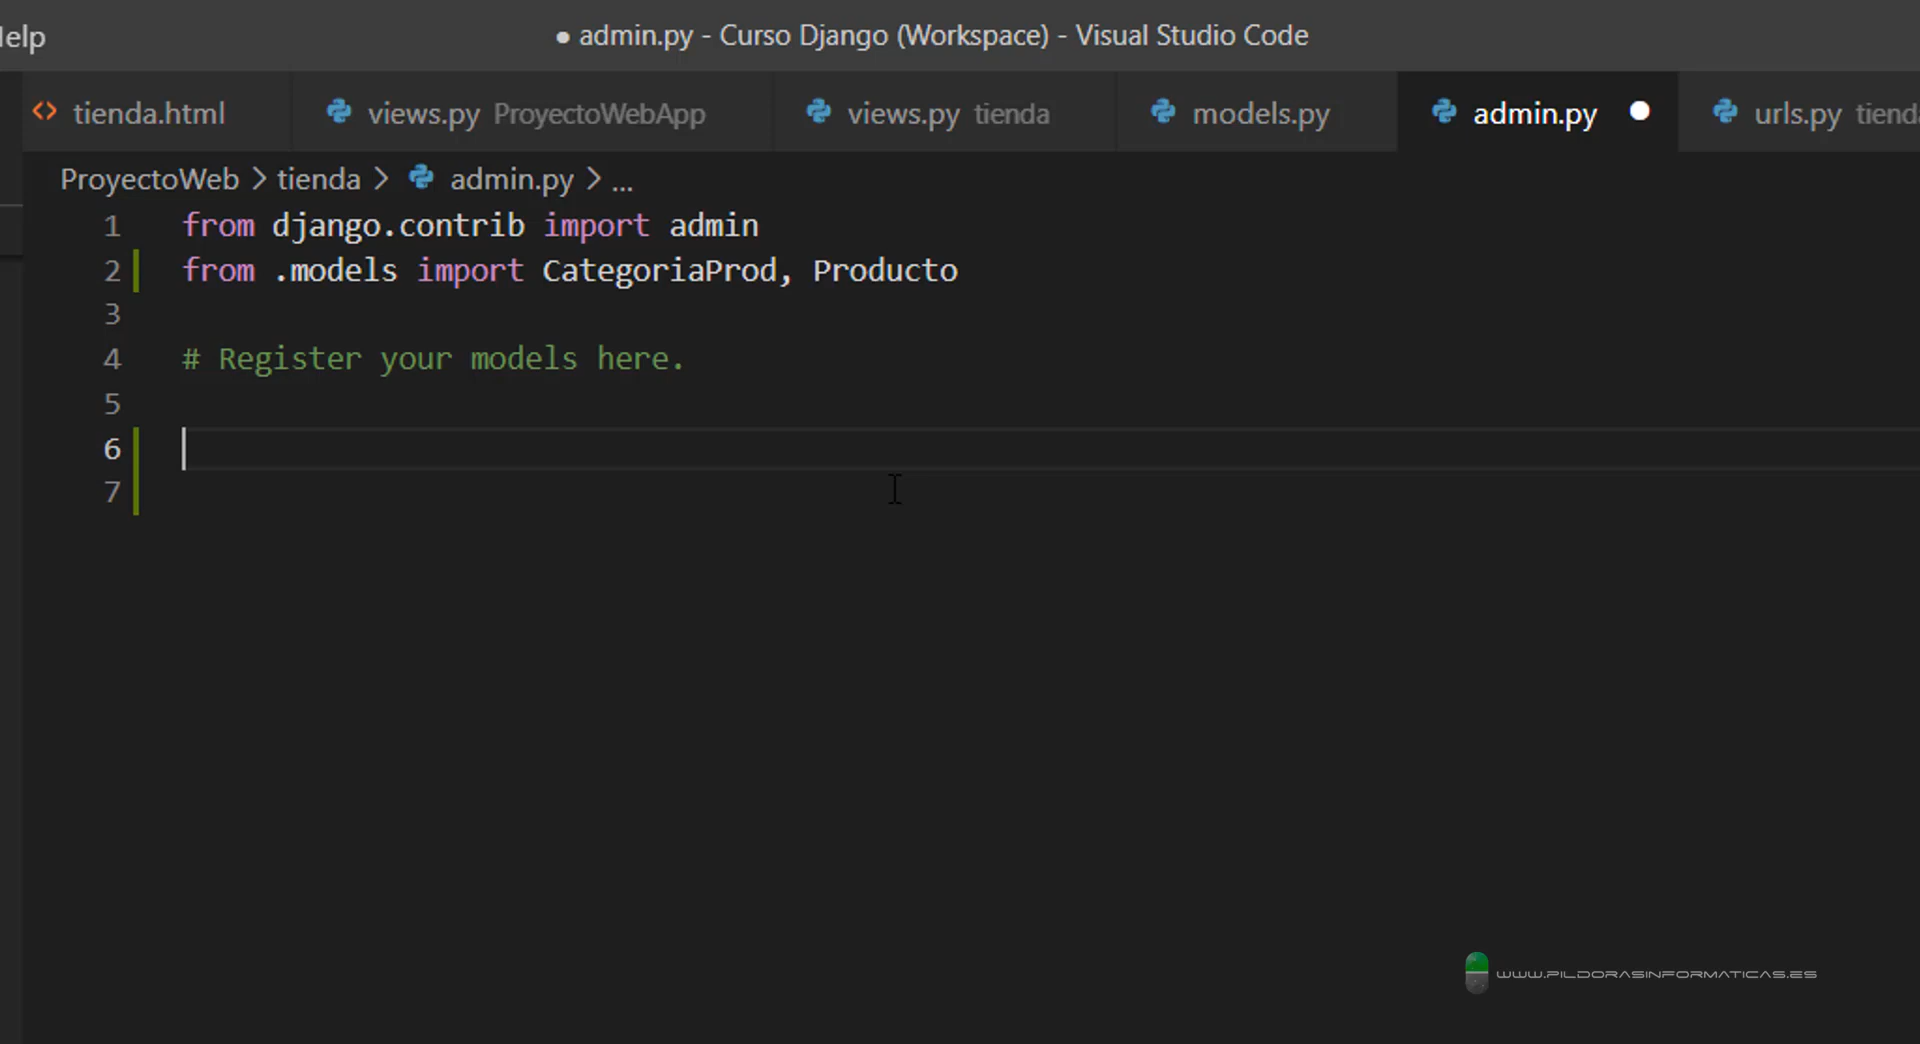 elp
● admin.py - Curso Django (Workspace) - Visual Studio Code
<> tienda.html views.py ProyectoWebApp views.py tienda models.py admin.py ● urls.py tienda
ProyectoWeb > tienda > admin.py > ...
1 from django.contrib import admin
2 from .models import CategoriaProd, Producto
3
4 # Register your models here.
5
6
7
WWW.PILDORASINFORMATICAS.ES